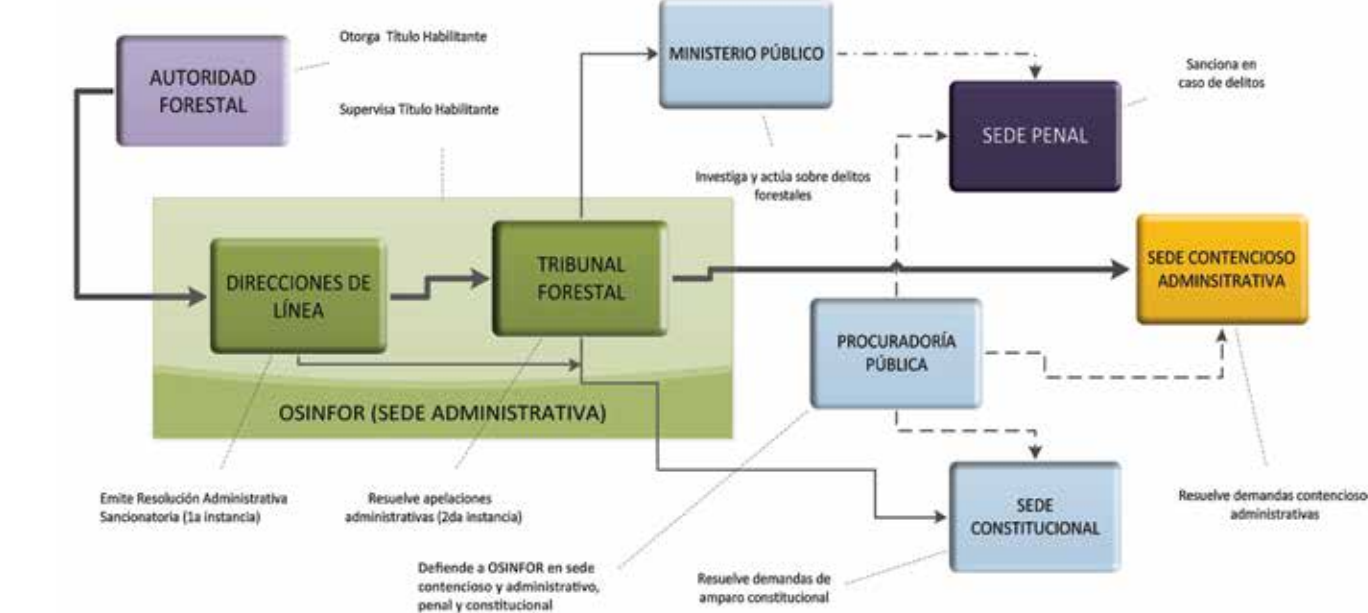 Otorga Título Habilitante
AUTORIDAD
FORESTAL
Supervisa Título Habilitante
MINISTERIO PÚBLICO
Sanciona en
caso de delitos
SEDE PENAL
Investiga y actúa sobre delitos
forestales
DIRECCIONES DE
LÍNEA
TRIBUNAL
FORESTAL
SEDE CONTENCIOSO
ADMINSITRATIVA
PROCURADORÍA
PÚBLICA
OSINFOR (SEDE ADMINISTRATIVA)
Emite Resolución Administrativa
Sancionatoria (1a instancia)
Resuelve apelaciones
administrativas (2da instancia)
SEDE
CONSTITUCIONAL
Resuelve demandas contencioso
administrativas
Defiende a OSINFOR en sede
contencioso y administrativo,
penal y constitucional
Resuelve demandas de
amparo constitucional